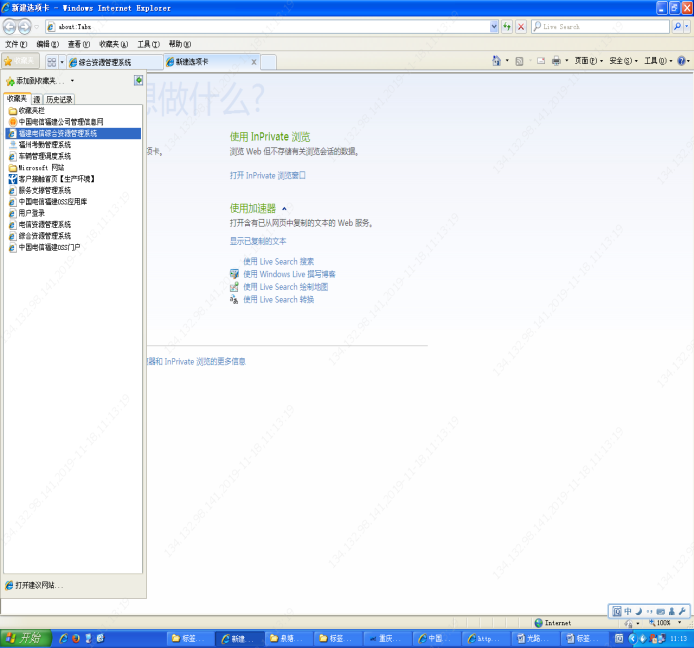 新建选项卡 - Windows Internet Explorer
about:Tabs
Live Search
文件(F) 编辑(E) 查看(V) 收藏夹(A) 工具(T) 帮助(H)
收藏夹
综合资源管理系统
新建选项卡 x
页面(P) 安全(S) 工具(O)
添加到收藏夹...
收藏夹 源 历史记录
收藏夹栏
中国电信福建公司管理信息网
福建电信综合资源管理系统
福州考勤管理系统
车辆管理调度系统
Microsoft 网站
客户接触首页【生产环境】
服务支撑管理系统
中国电信福建OSS应用库
用户登录
电信资源管理系统
综合资源管理系统
中国电信福建OSS门户
打开建议网站...
想做什么?
项卡。
使用 InPrivate 浏览
浏览 Web 但不存储有关浏览会话的数据。
打开 InPrivate 浏览窗口
使用加速器
打开含有已从网页中复制的文本的 Web 服务。
显示已复制的文本
使用 Live Search 搜索
使用 Windows Live 撰写博客
使用 Live Search 绘制地图
使用 Live Search 转换
器和 InPrivate 浏览的更多信息
134.132.96.141,2019-11-18,11:13:19
中
Internet
100%
开始
标签...
新建...
泉塘...
标签...
重庆...
中国...
http...
光路...
标签...
11:13